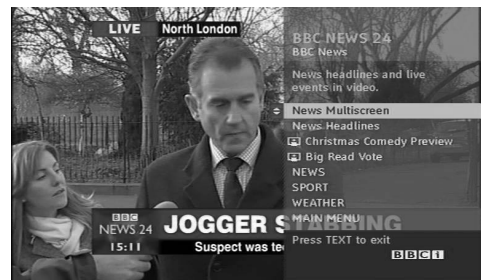 LIVE North London
BBC NEWS 24
BBC News
News headlines and live
events in video.
News Multiscreen
News Headlines
Christmas Comedy Preview
Big Read Vote
NEWS
SPORT
WEATHER
MAIN MENU
Press TEXT to exit
BBC 1
BBC
NEWS 24
15:11
JOGGER STABBING
Suspect was tee